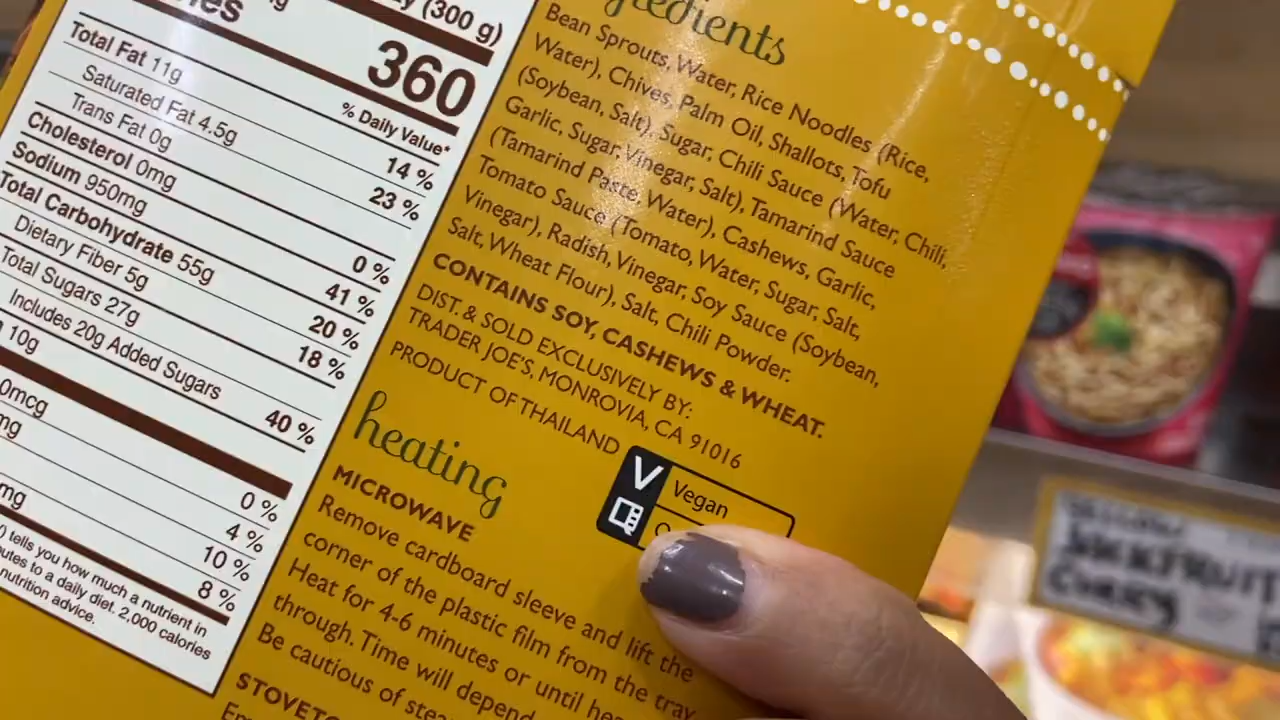 (300 g)
360
% Daily Value*
Total Fat 11g 14 %
Saturated Fat 4.5g 23 %
Trans Fat 0g
Cholesterol 0mg 0 %
Sodium 950mg 41 %
Total Carbohydrate 55g 20 %
Dietary Fiber 5g 18 %
Total Sugars 27g
Includes 20g Added Sugars 40 %
10g
0mcg 0 %
mg 4 %
10 %
mg 8 %
tells you how much a nutrient in
butes to a daily diet. 2,000 calories
nutrition advice.
Bean Sprouts, Water, Rice Noodles (Rice,
Water), Chives, Palm Oil, Shallots, Tofu
(Soybean, Salt), Sugar, Chili Sauce (Water, Chili,
Garlic, Sugar, Vinegar, Salt), Tamarind Sauce
(Tamarind Paste, Water), Cashews, Garlic,
Tomato Sauce (Tomato, Water, Sugar, Salt,
Vinegar), Radish, Vinegar, Soy Sauce (Soybean,
Salt, Wheat Flour), Salt, Chili Powder.
CONTAINS SOY, CASHEWS & WHEAT.
DIST. & SOLD EXCLUSIVELY BY:
TRADER JOE'S, MONROVIA, CA 91016
PRODUCT OF THAILAND
V Vegan
heating
MICROWAVE
Remove cardboard sleeve and lift the
corner of the plastic film from the tray
Heat for 4-6 minutes or until hea
through. Time will depend
Be cautious of stea
STOVETO
YELLOW
JACKFRUIT
CURRY